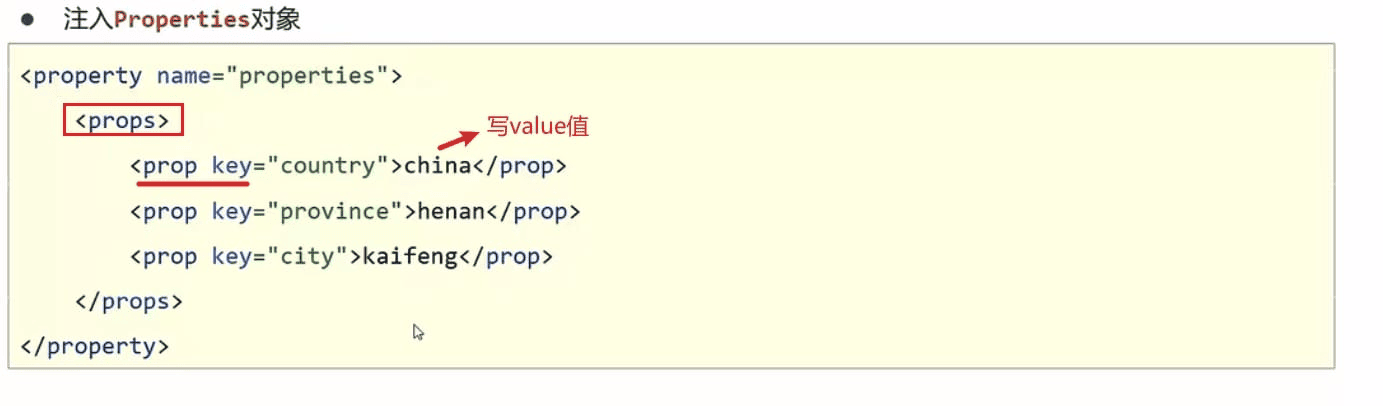 ● 注入Properties对象
<property name="properties">
<props>
写value值
<prop key="country">china</prop>
<prop key="province">henan</prop>
<prop key="city">kaifeng</prop>
</props>
</property>